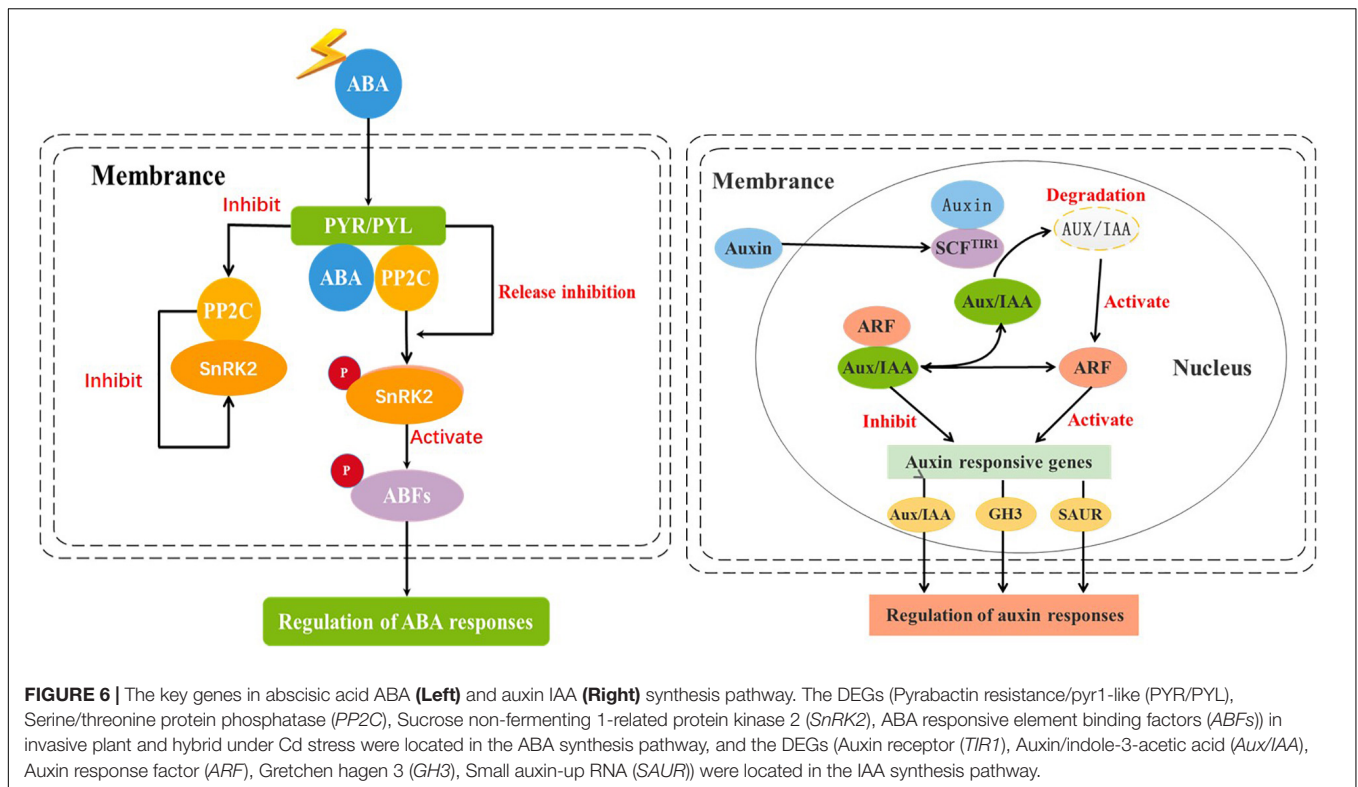 ABA
Membrance
Inhibit
PYR/PYL
ABA
PP2C
Release inhibition
PP2C
SnRK2
Inhibit
P
SnRK2
Activate
P
ABFs
Regulation of ABA responses
Membrance
Auxin
Auxin
SCFTIR1
Degradation
AUX/IAA
Aux/IAA
Activate
ARF
Aux/IAA
ARF
Nucleus
Inhibit
Activate
Auxin responsive genes
Aux/IAA
GH3
SAUR
Regulation of auxin responses
FIGURE 6 | The key genes in abscisic acid ABA (Left) and auxin IAA (Right) synthesis pathway. The DEGs (Pyrabactin resistance/pyr1-like (PYR/PYL),
Serine/threonine protein phosphatase (PP2C), Sucrose non-fermenting 1-related protein kinase 2 (SnRK2), ABA responsive element binding factors (ABFs)) in
invasive plant and hybrid under Cd stress were located in the ABA synthesis pathway, and the DEGs (Auxin receptor (TIR1), Auxin/indole-3-acetic acid (Aux/IAA),
Auxin response factor (ARF), Gretchen hagen 3 (GH3), Small auxin-up RNA (SAUR)) were located in the IAA synthesis pathway.